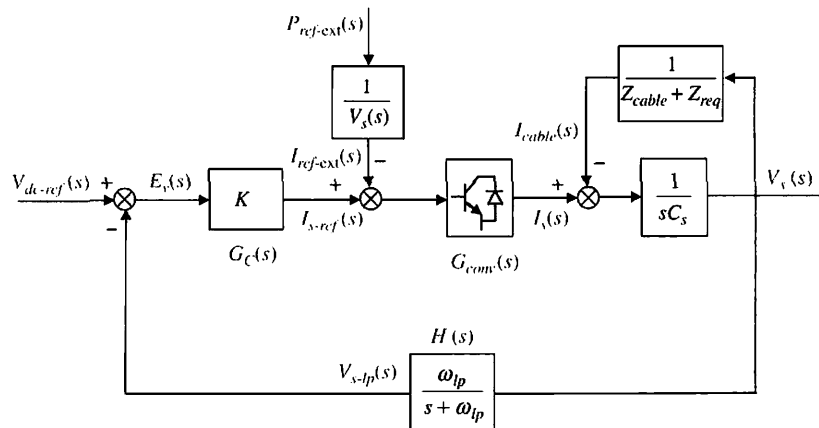 P_ref-ext(s)
1
V_s(s)
1
Z_cable + Z_req
I_cable(s)
I_ref-ext(s)
V_dc-ref(s)
+
−
E_v(s)
K
G_C(s)
+
−
I_s-ref(s)
G_conv(s)
+
−
I_s(s)
1
sC_s
V_s(s)
H(s)
V_s-lp(s)
ω_lp
s + ω_lp